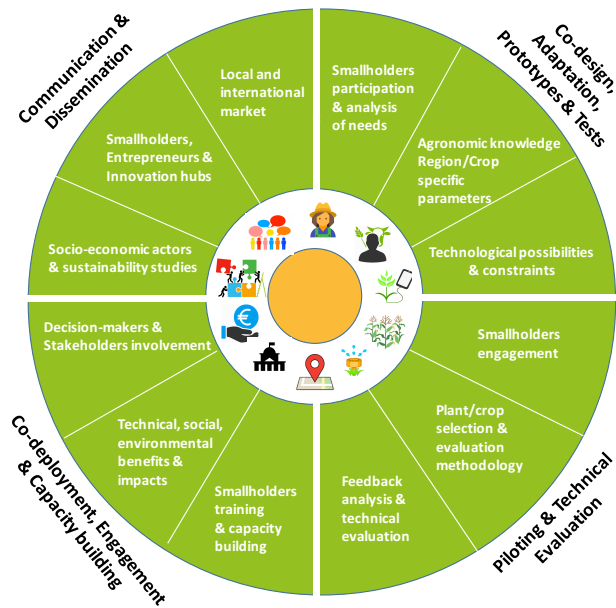 Communication &
Dissemination
Local and
international
market
Smallholders,
Entrepreneurs &
Innovation hubs
Socio-economic actors
& sustainability studies
Co-design,
Adaptation,
Prototypes & Tests
Smallholders
participation
& analysis
of needs
Agronomic knowledge
Region/Crop
specific
parameters
Technological possibilities
& constraints
Smallholders
engagement
Plant/crop
selection &
evaluation
methodology
Feedback
analysis &
technical
evaluation
Piloting & Technical
Evaluation
Decision-makers &
Stakeholders involvement
Technical, social,
environmental
benefits &
impacts
Smallholders
training
& capacity
building
Co-deployment, Engagement
& Capacity building
€